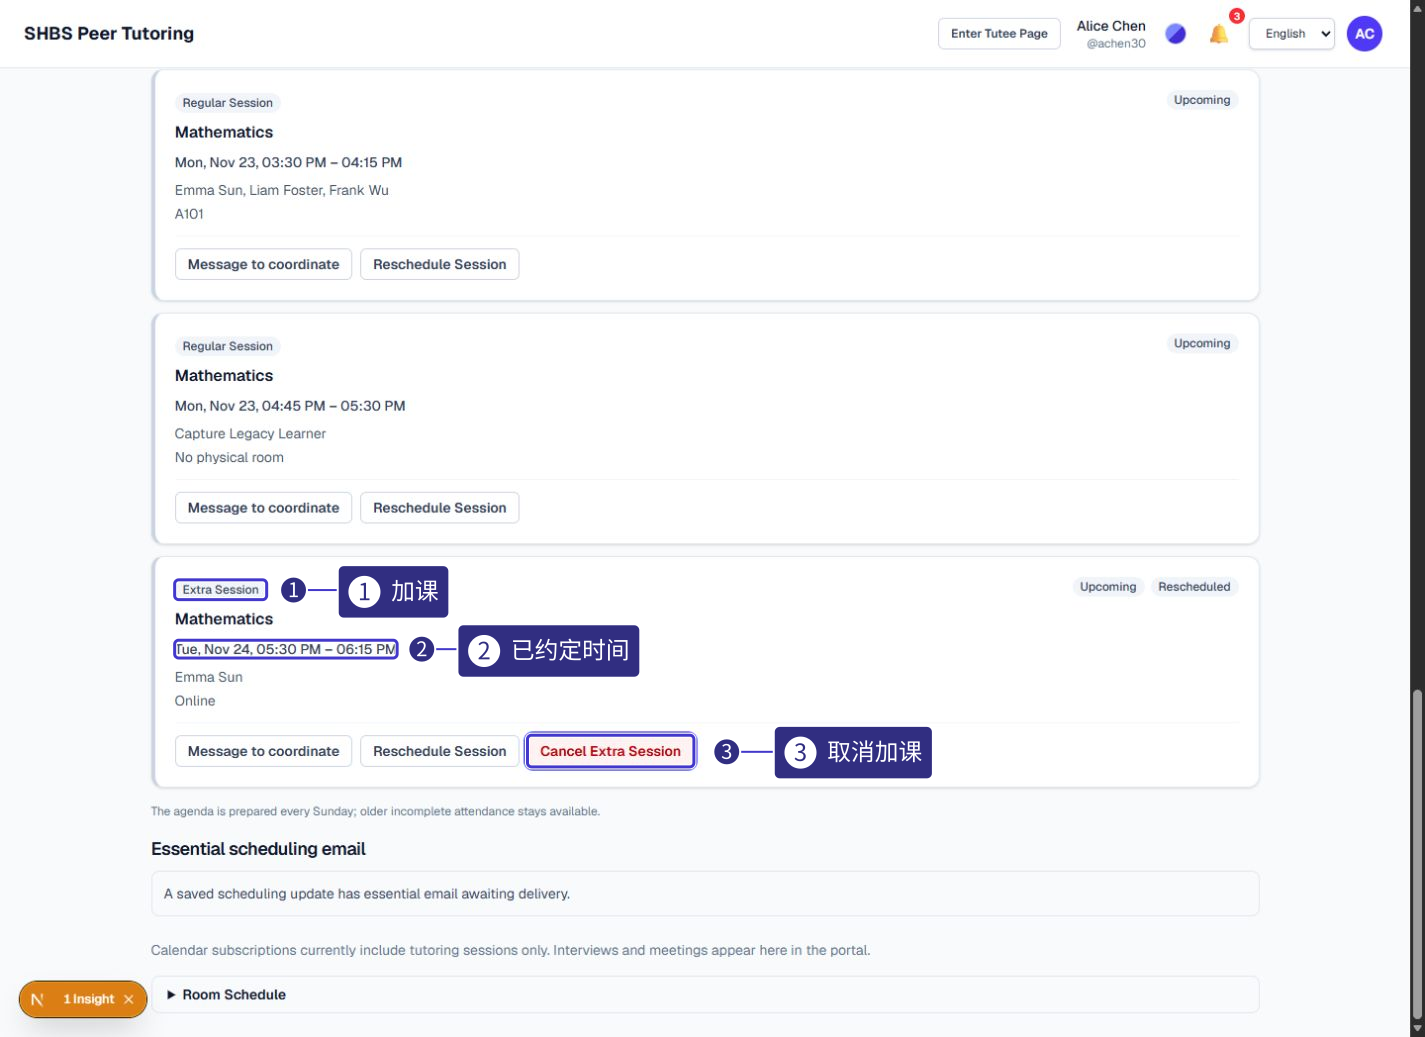 SHBS Peer Tutoring
Enter Tutee Page
Alice Chen
@achen30
3
English
AC
Regular Session
Upcoming
Mathematics
Mon, Nov 23, 03:30 PM – 04:15 PM
Emma Sun, Liam Foster, Frank Wu
A101
Message to coordinate
Reschedule Session
Regular Session
Upcoming
Mathematics
Mon, Nov 23, 04:45 PM – 05:30 PM
Capture Legacy Learner
No physical room
Message to coordinate
Reschedule Session
Extra Session
1
1 加课
Upcoming
Rescheduled
Mathematics
Tue, Nov 24, 05:30 PM – 06:15 PM
2
2 已约定时间
Emma Sun
Online
Message to coordinate
Reschedule Session
Cancel Extra Session
3
3 取消加课
The agenda is prepared every Sunday; older incomplete attendance stays available.
Essential scheduling email
A saved scheduling update has essential email awaiting delivery.
Calendar subscriptions currently include tutoring sessions only. Interviews and meetings appear here in the portal.
Room Schedule
N 1 Insight